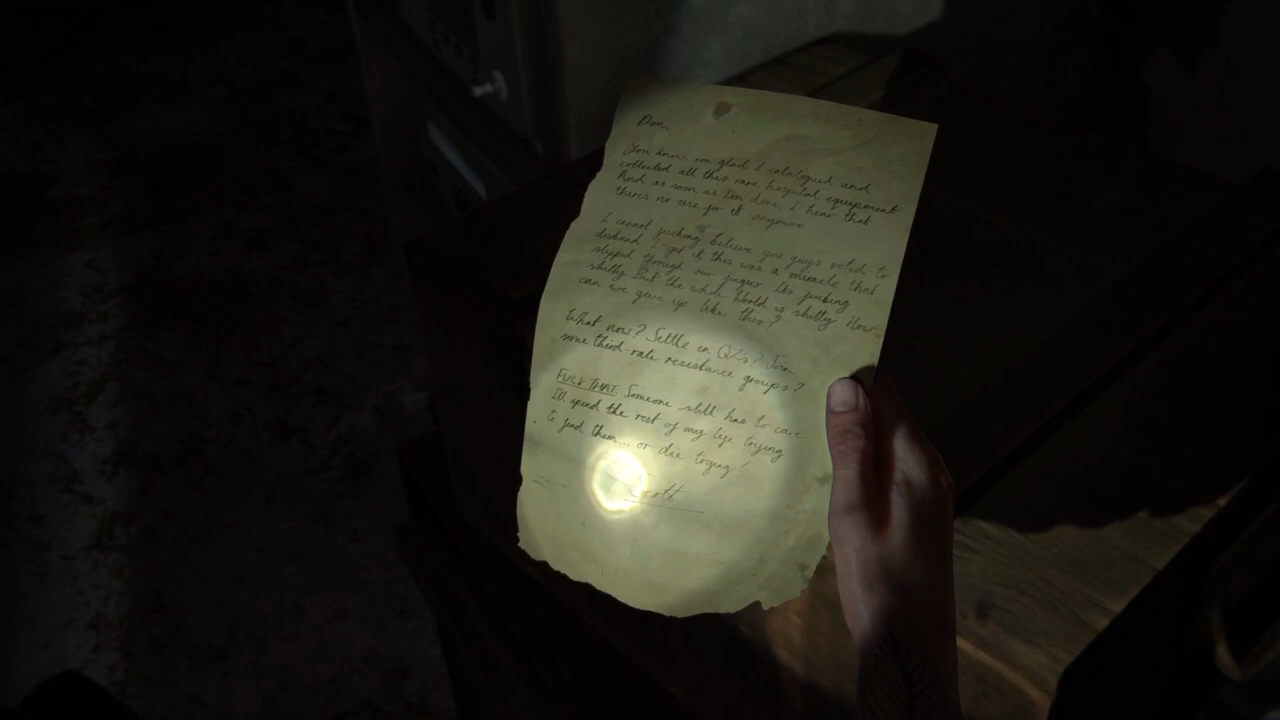 Dan,
You know im glad I catalogued and
collected all this rare hospital equipment
And as soon as I'm done, I hear that
there's no use for it anymore
I cannot fucking believe you guys voted to
disband. I get it this was a miracle that
slipped through our fingers. Its fucking
shitty But the whole World is shitty How
can we give up like this?
What now? Settle in QZs? Join
some third-rate resistance groups?
FUCK THAT. Someone still has to care
I'll spend the rest of my life trying
to find them... or die trying!